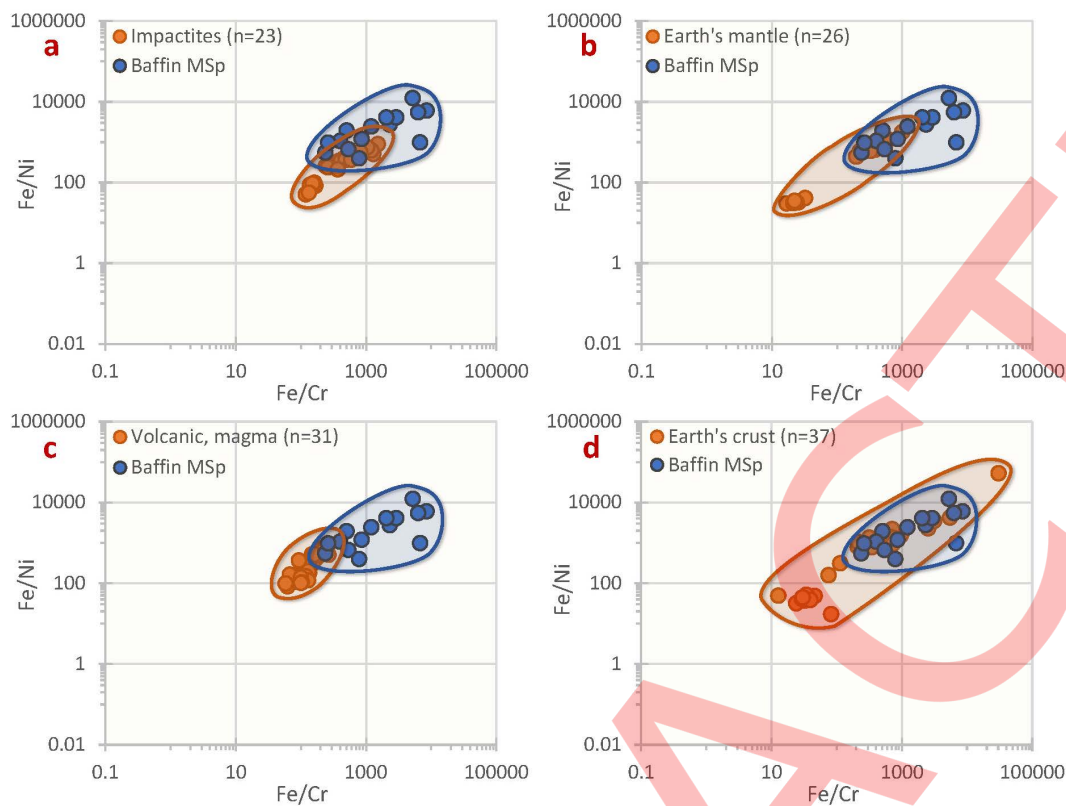 a
Impactites (n=23)
Baffin MSp
Fe/Ni
1000000
10000
100
1
0.01
0.1
10
1000
100000
Fe/Cr
b
Earth's mantle (n=26)
Baffin MSp
Fe/Ni
1000000
10000
100
1
0.01
0.1
10
1000
100000
Fe/Cr
c
Volcanic, magma (n=31)
Baffin MSp
Fe/Ni
1000000
10000
100
1
0.01
0.1
10
1000
100000
Fe/Cr
d
Earth's crust (n=37)
Baffin MSp
Fe/Ni
1000000
10000
100
1
0.01
0.1
10
1000
100000
Fe/Cr
ACT